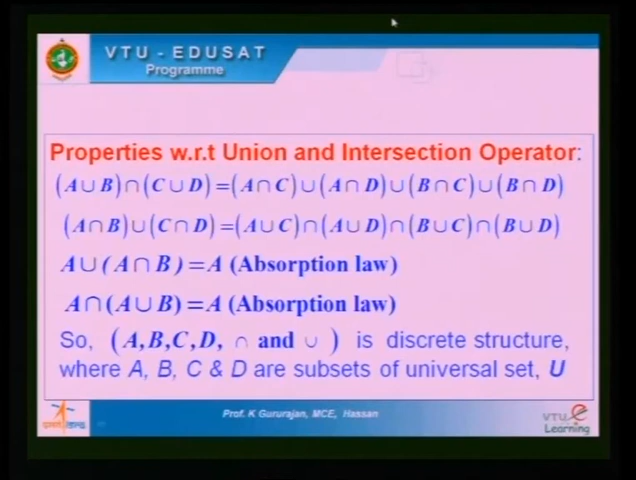 VTU - EDUSAT
Programme
Properties w.r.t Union and Intersection Operator:
(A∪B)∩(C∪D)=(A∩C)∪(A∩D)∪(B∩C)∪(B∩D)
(A∩B)∪(C∩D)=(A∪C)∩(A∪D)∩(B∪C)∩(B∪D)
A∪(A∩B)=A (Absorption law)
A∩(A∪B)=A (Absorption law)
So, (A,B,C,D, ∩ and ∪) is discrete structure,
where A, B, C & D are subsets of universal set, U
Prof. K Gururajan, MCE, Hassan
VTU e
Learning